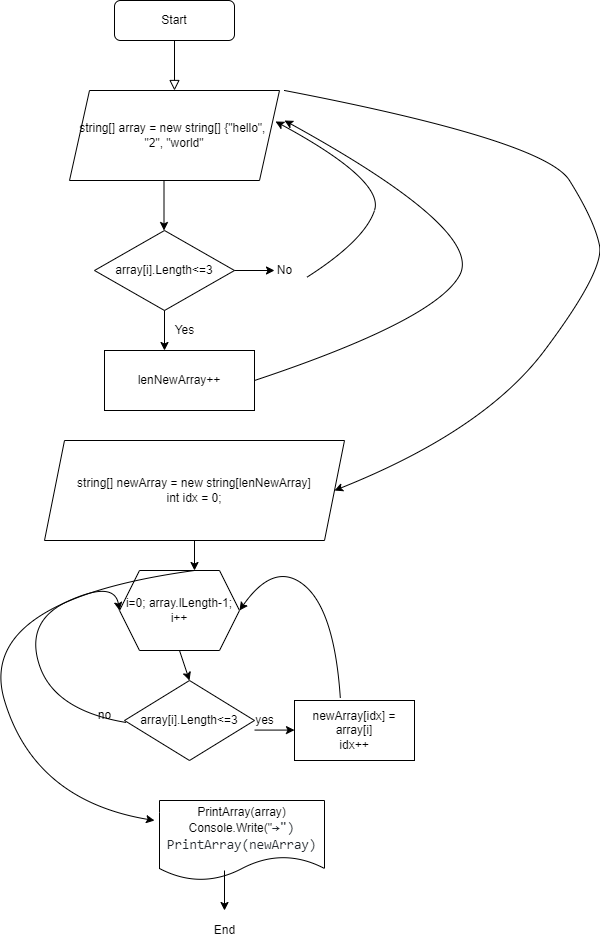 Start
string[] array = new string[] {"hello",
"2", "world"
array[i].Length<=3
No
Yes
lenNewArray++
string[] newArray = new string[lenNewArray]
int idx = 0;
i=0; array.lLength-1;
i++
array[i].Length<=3
no
yes
newArray[idx] =
array[i]
idx++
PrintArray(array)
Console.Write("→")
PrintArray(newArray)
End